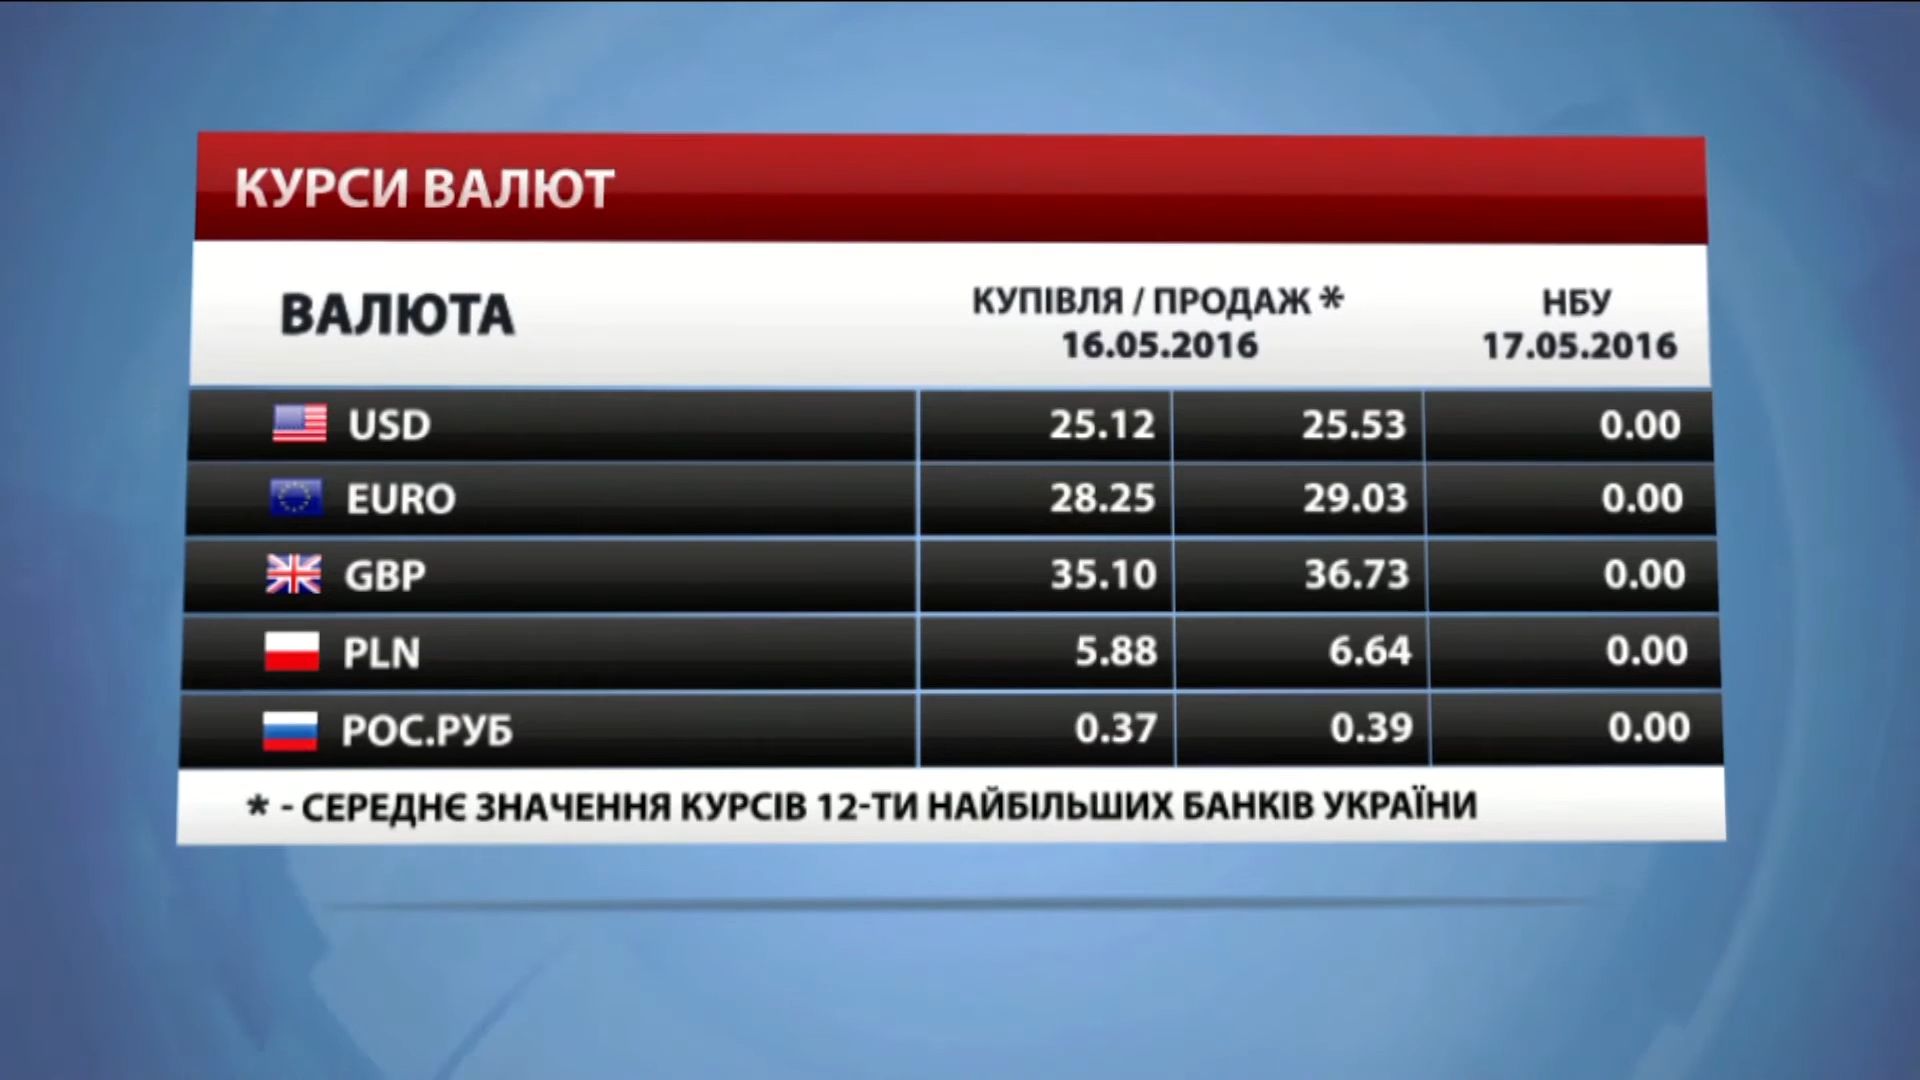 КУРСИ ВАЛЮТ
ВАЛЮТА
КУПІВЛЯ / ПРОДАЖ *
16.05.2016
НБУ
17.05.2016
USD 25.12 25.53 0.00
EURO 28.25 29.03 0.00
GBP 35.10 36.73 0.00
PLN 5.88 6.64 0.00
РОС.РУБ 0.37 0.39 0.00
* - СЕРЕДНЄ ЗНАЧЕННЯ КУРСІВ 12-ТИ НАЙБІЛЬШИХ БАНКІВ УКРАЇНИ